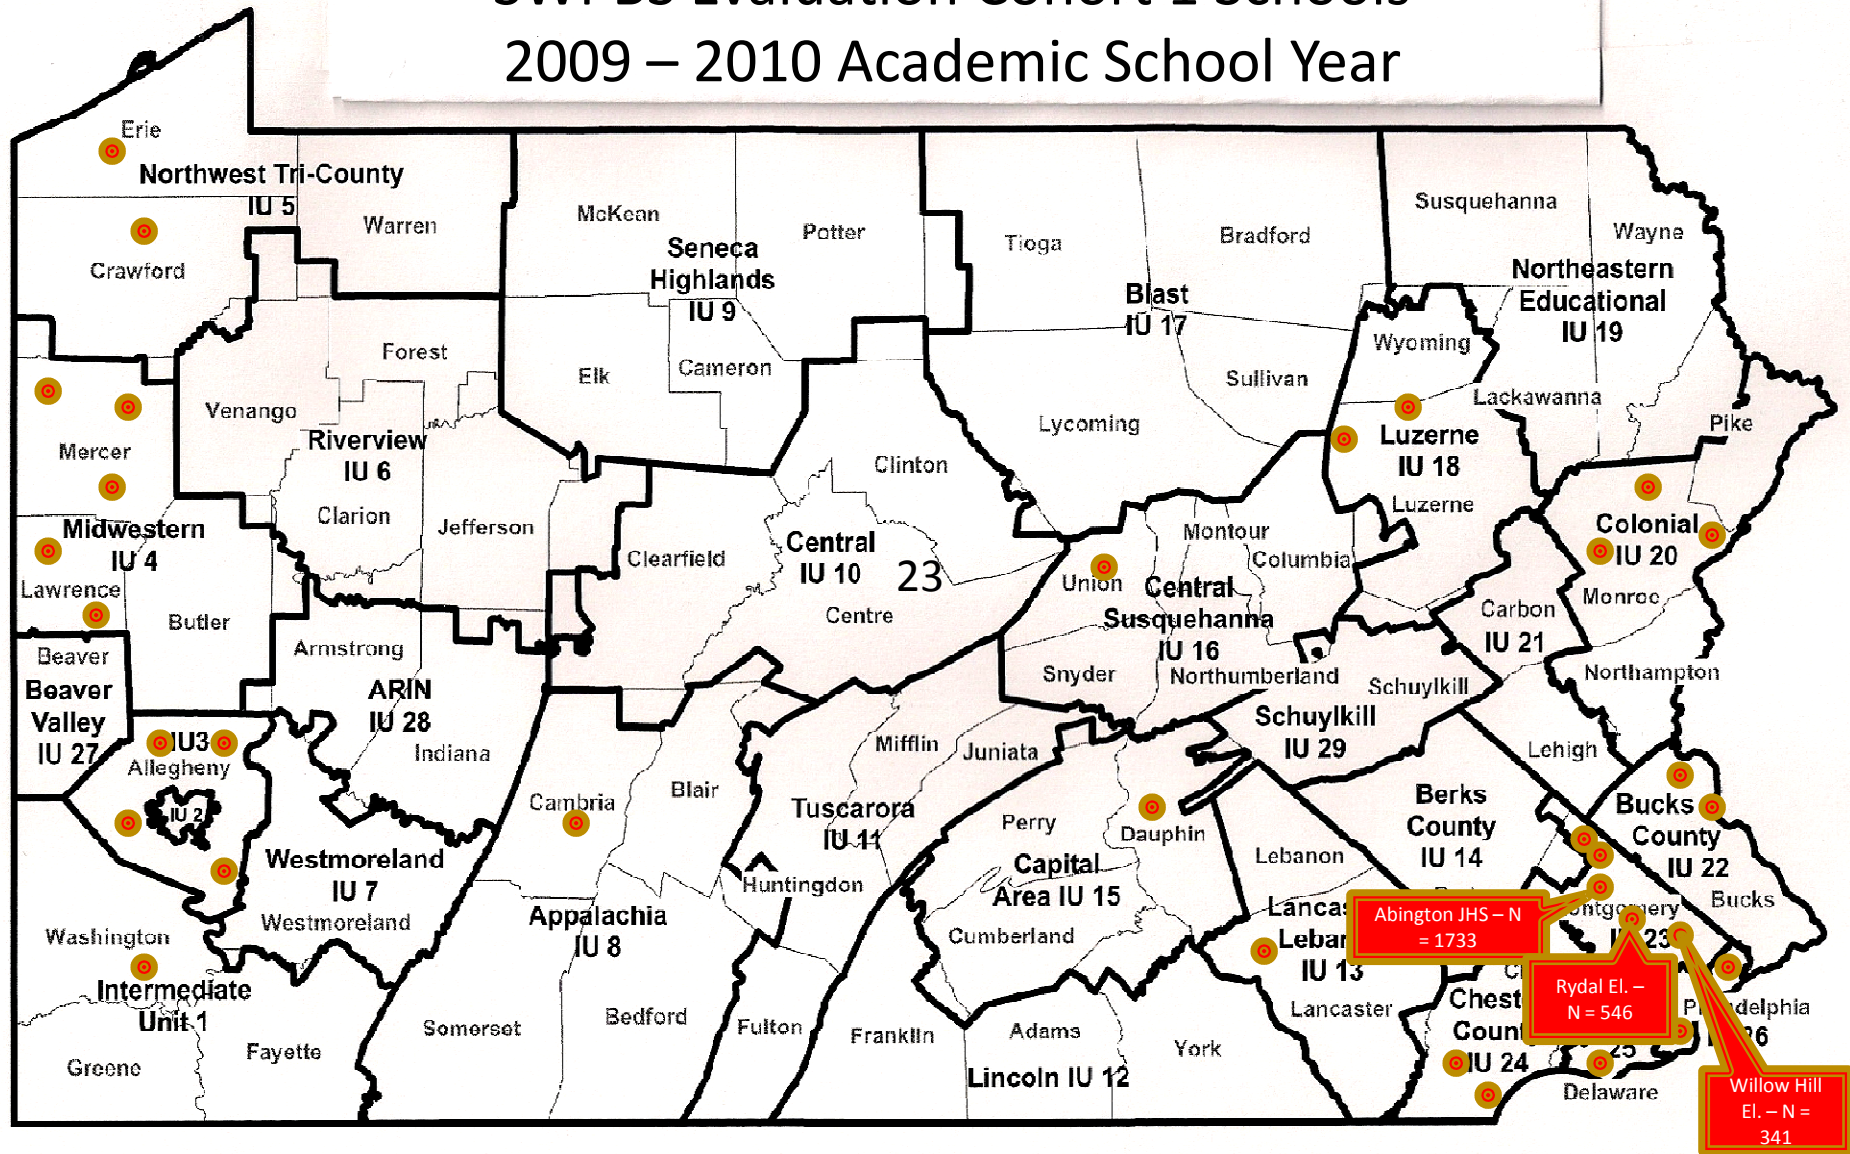 2009 – 2010 Academic School Year
Erie
Northwest Tri-County
IU 5
Warren
Crawford
McKean
Potter
Seneca
Highlands
IU 9
Tioga
Bradford
Blast
IU 17
Susquehanna
Wayne
Northeastern
Educational
IU 19
Wyoming
Forest
Elk
Cameron
Sullivan
Lackawanna
Venango
Mercer
Riverview
IU 6
Lycoming
Luzerne
IU 18
Luzerne
Pike
Clinton
Clarion
Jefferson
Midwestern
IU 4
Lawrence
Butler
Clearfield
Central
IU 10
23
Centre
Montour
Columbia
Union
Central
Susquehanna
IU 16
Snyder
Northumberland
Colonial
IU 20
Monroe
Carbon
IU 21
Northampton
Schuylkill
Schuylkill
IU 29
Lehigh
Beaver
Beaver
Valley
IU 27
Armstrong
ARIN
IU 28
Indiana
IU3
Allegheny
IU 2
Cambria
Blair
Mifflin
Juniata
Tuscarora
IU 11
Huntingdon
Perry
Dauphin
Capital
Area IU 15
Cumberland
Lebanon
Berks
County
IU 14
Bucks
County
IU 22
Bucks
Westmoreland
IU 7
Westmoreland
Washington
Intermediate
Unit 1
Greene
Fayette
Appalachia
IU 8
Somerset
Bedford
Fulton
Franklin
Adams
Lincoln IU 12
York
IU 13
Lancaster
Abington JHS – N
= 1733
Rydal El. –
N = 546
IU 24
25
Delaware
Willow Hill
El. – N =
341